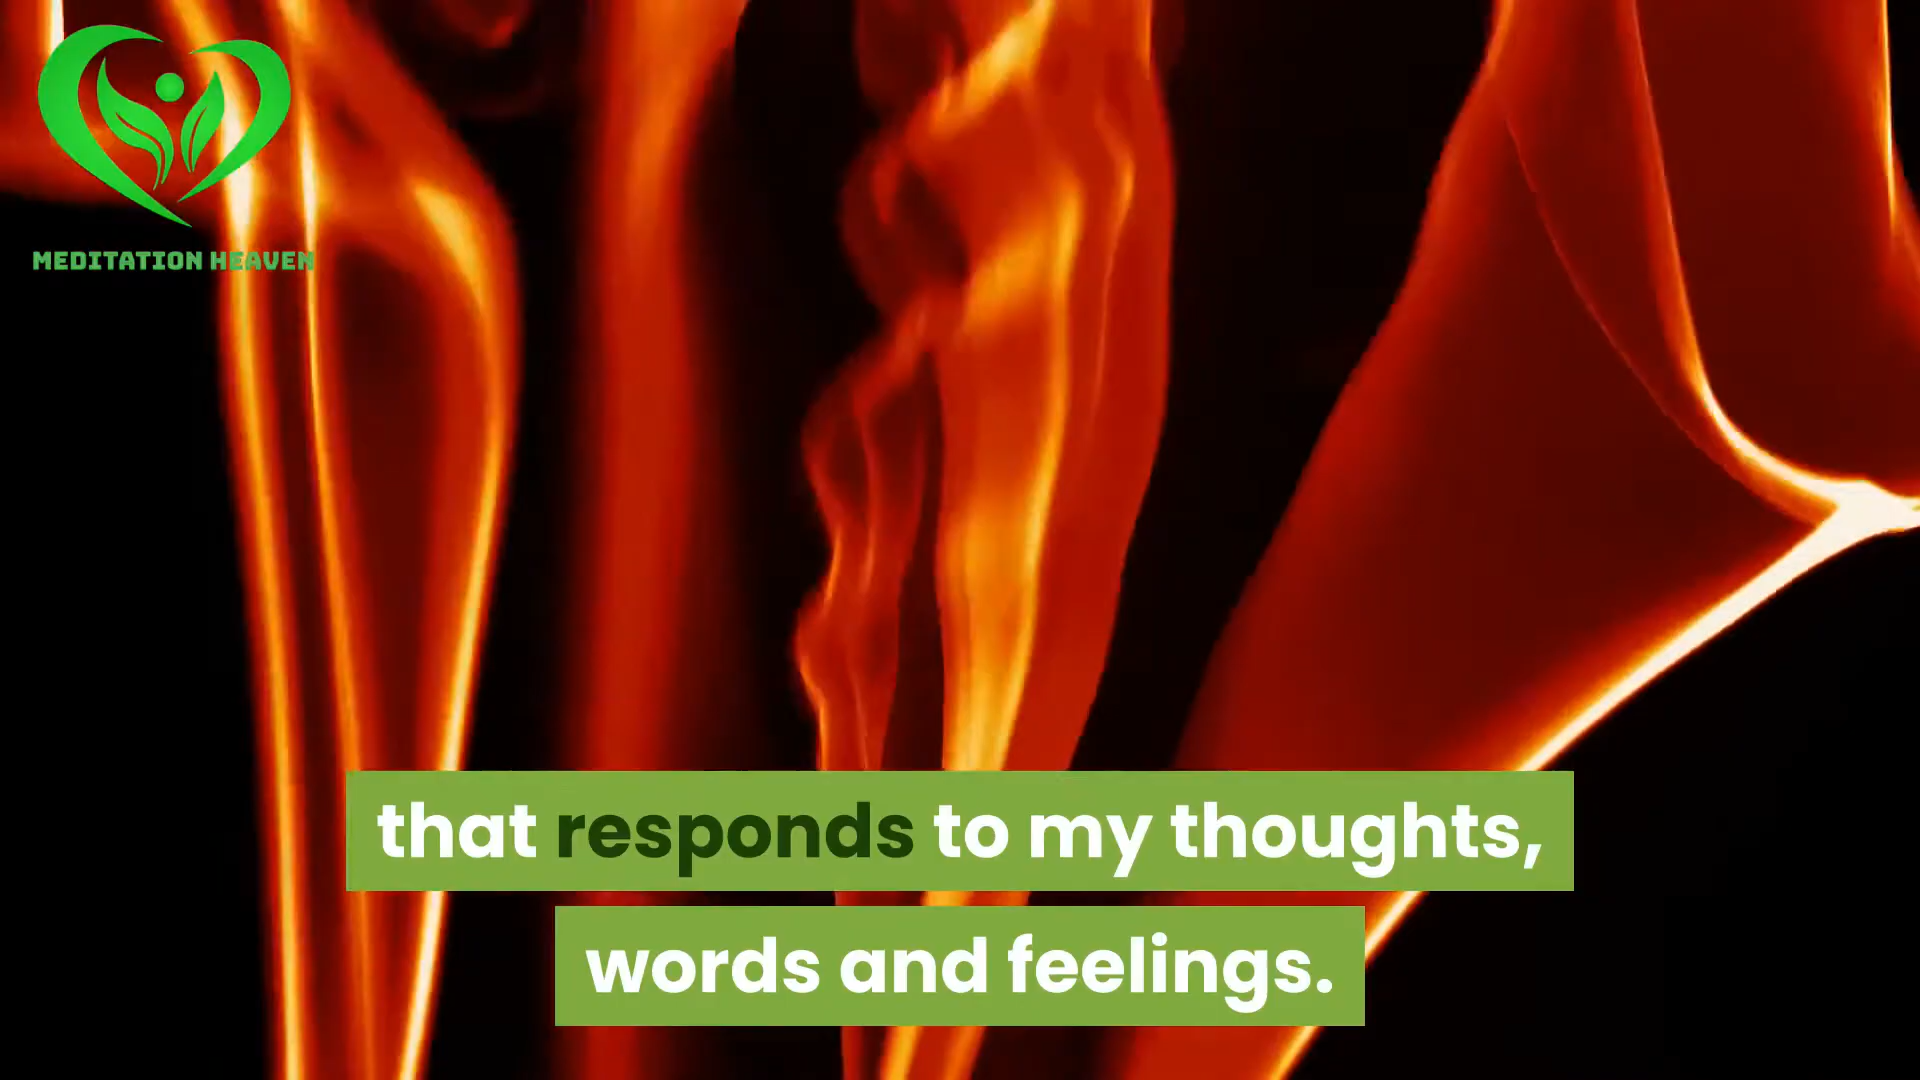 MEDITATION HEAVEN
that responds to my thoughts,
words and feelings.